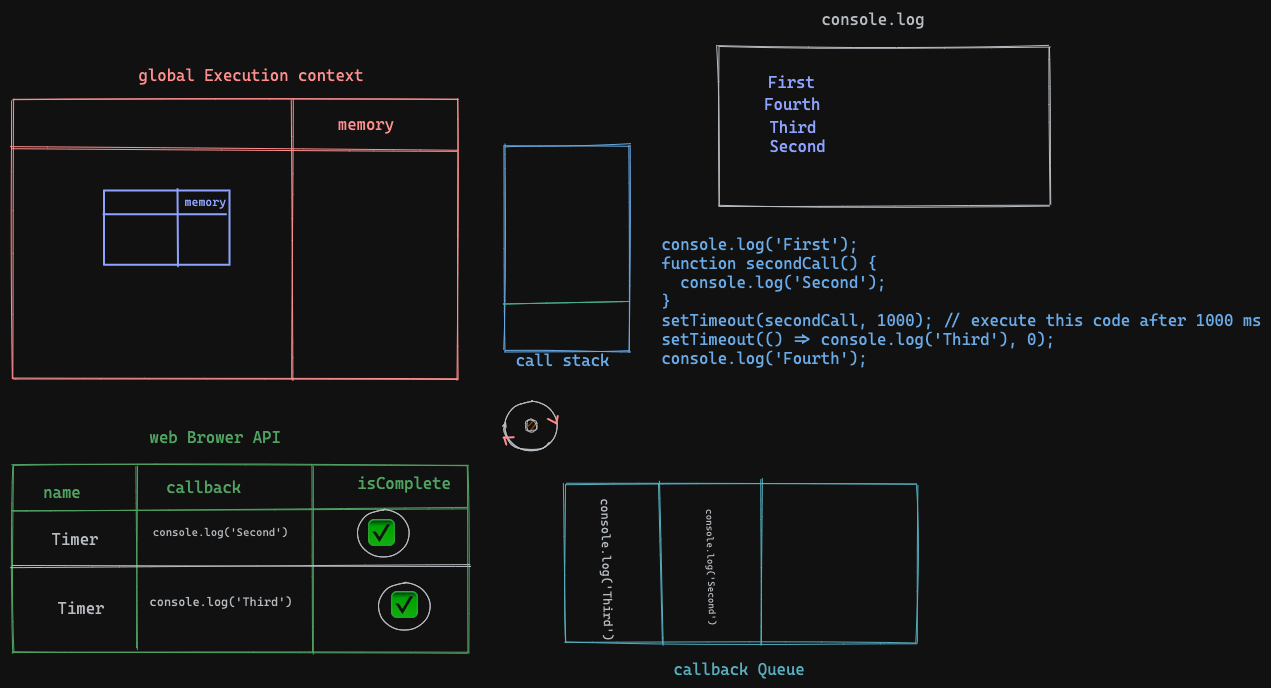 console.log
First
Fourth
Third
Second
global Execution context
memory
memory
call stack
console.log('First');
function secondCall() {
  console.log('Second');
}
setTimeout(secondCall, 1000); // execute this code after 1000 ms
setTimeout(() => console.log('Third'), 0);
console.log('Fourth');
web Brower API
name
callback
isComplete
Timer
console.log('Second')
Timer
console.log('Third')
console.log('Third')
console.log('Second')
callback Queue